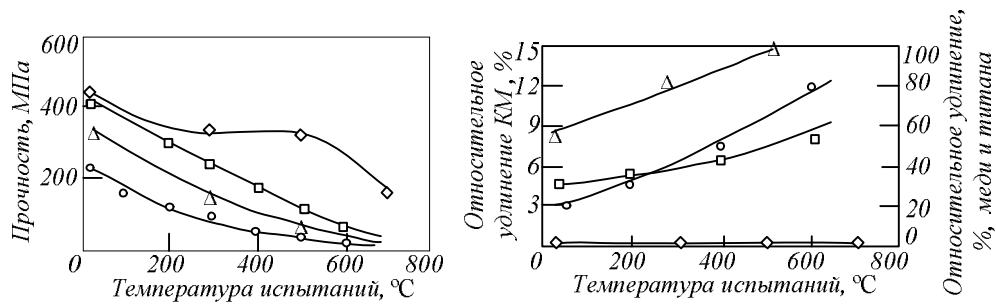 600
400
200
0 200 400 600 800
Прочность, МПа
Температура испытаний, °С
Относительное
удлинение КМ, %
15
12
9
6
3
0 200 400 600 800
Температура испытаний, °С
100
80
60
40
20
0
Относительное удлинение,
%, меди и титана